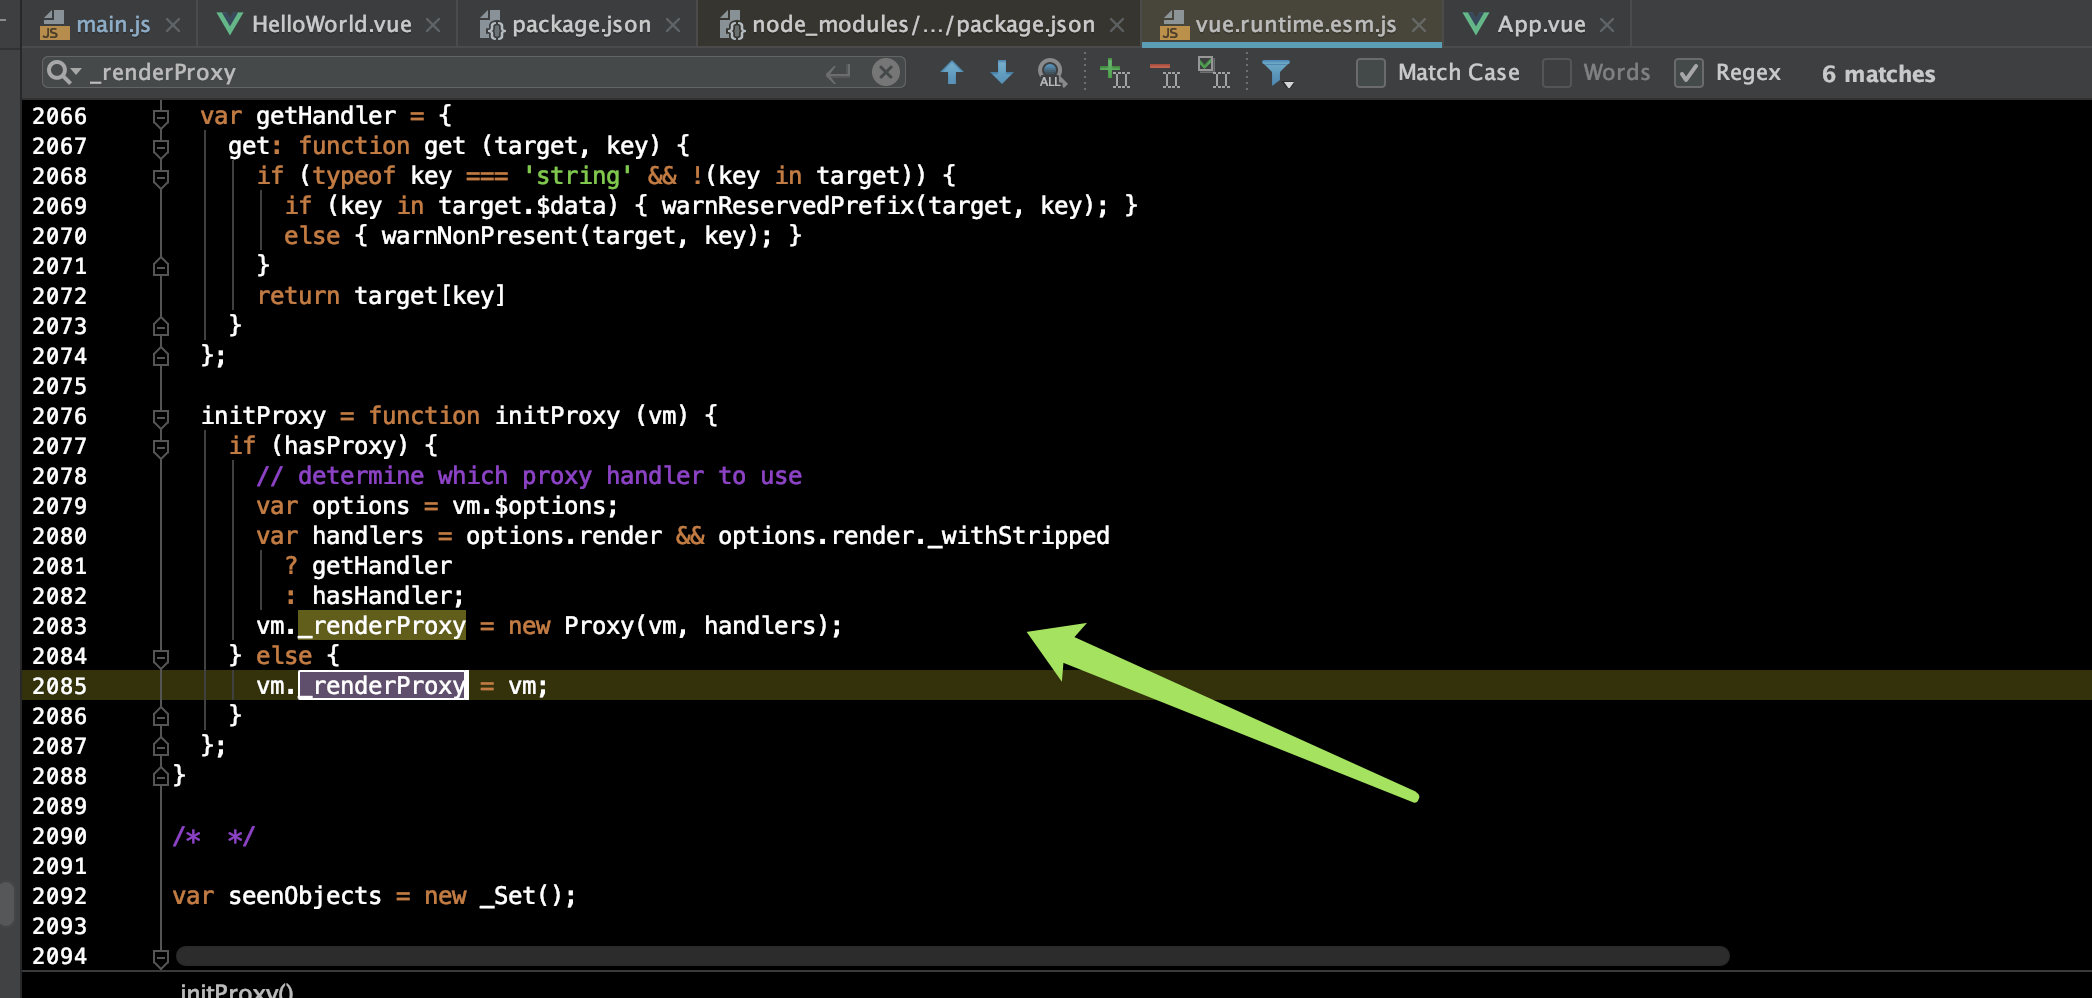 main.js HelloWorld.vue package.json node_modules/.../package.json vue.runtime.esm.js App.vue
_renderProxy Match Case Words Regex 6 matches
2066 var getHandler = {
2067 get: function get (target, key) {
2068 if (typeof key === 'string' && !(key in target)) {
2069 if (key in target.$data) { warnReservedPrefix(target, key); }
2070 else { warnNonPresent(target, key); }
2071 }
2072 return target[key]
2073 }
2074 };
2075
2076 initProxy = function initProxy (vm) {
2077 if (hasProxy) {
2078 // determine which proxy handler to use
2079 var options = vm.$options;
2080 var handlers = options.render && options.render._withStripped
2081 ? getHandler
2082 : hasHandler;
2083 vm._renderProxy = new Proxy(vm, handlers);
2084 } else {
2085 vm._renderProxy = vm;
2086 }
2087 };
2088 }
2089
2090 /*  */
2091
2092 var seenObjects = new _Set();
2093
2094
initProxy()